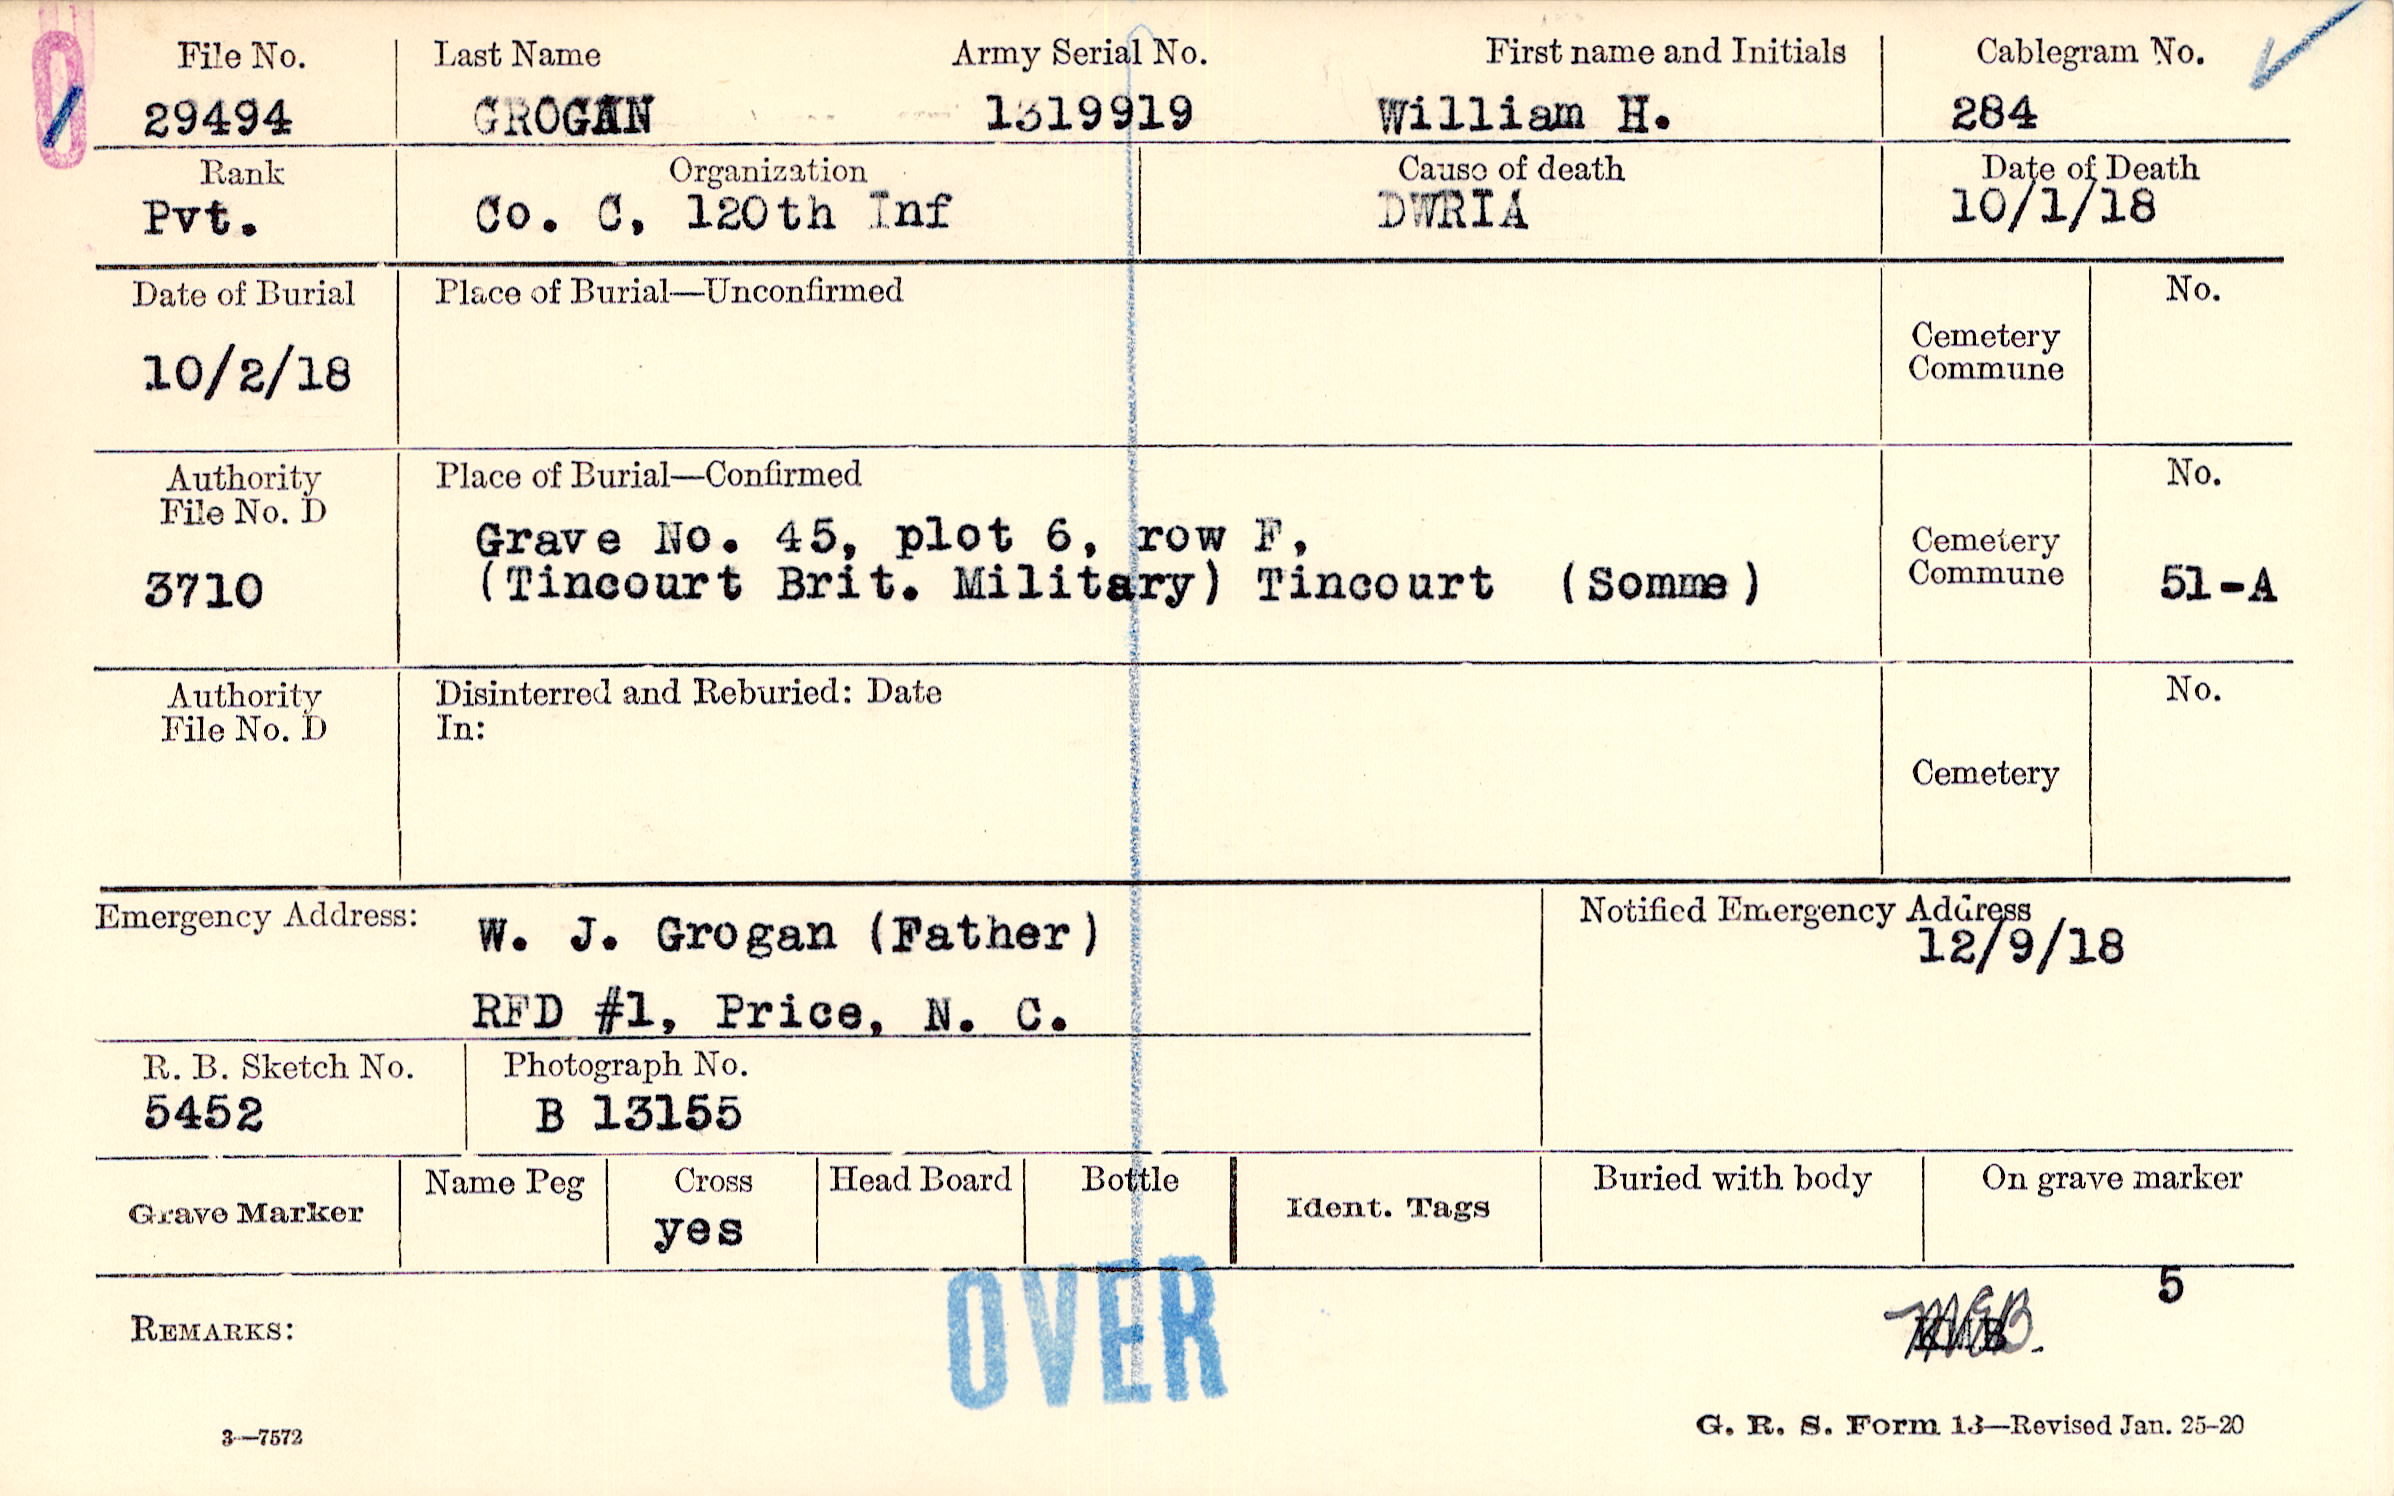 File No. Last Name Army Serial No. First name and Initials Cablegram No.
29494 GROGAN 1319919 William H. 284
Rank Organization Cause of death Date of Death
Pvt. Co. C, 120th Inf DWRIA 10/1/18
Date of Burial Place of Burial—Unconfirmed No.
Cemetery
Commune
10/2/18
Authority Place of Burial—Confirmed No.
File No. D
Grave No. 45, plot 6, row F, Cemetery
3710 (Tincourt Brit. Military) Tincourt (Somme) Commune 51-A
Authority Disinterred and Reburied: Date No.
File No. D In:
Cemetery
Emergency Address: W. J. Grogan (Father) Notified Emergency Address
12/9/18
RFD #1, Price, N. C.
R. B. Sketch No. Photograph No.
5452 B 13155
Grave Marker Name Peg Cross Head Board Bottle Ident. Tags Buried with body On grave marker
yes
5
OVER
REMARKS:
3—7572 G. R. S. Form 13—Revised Jan. 25-20